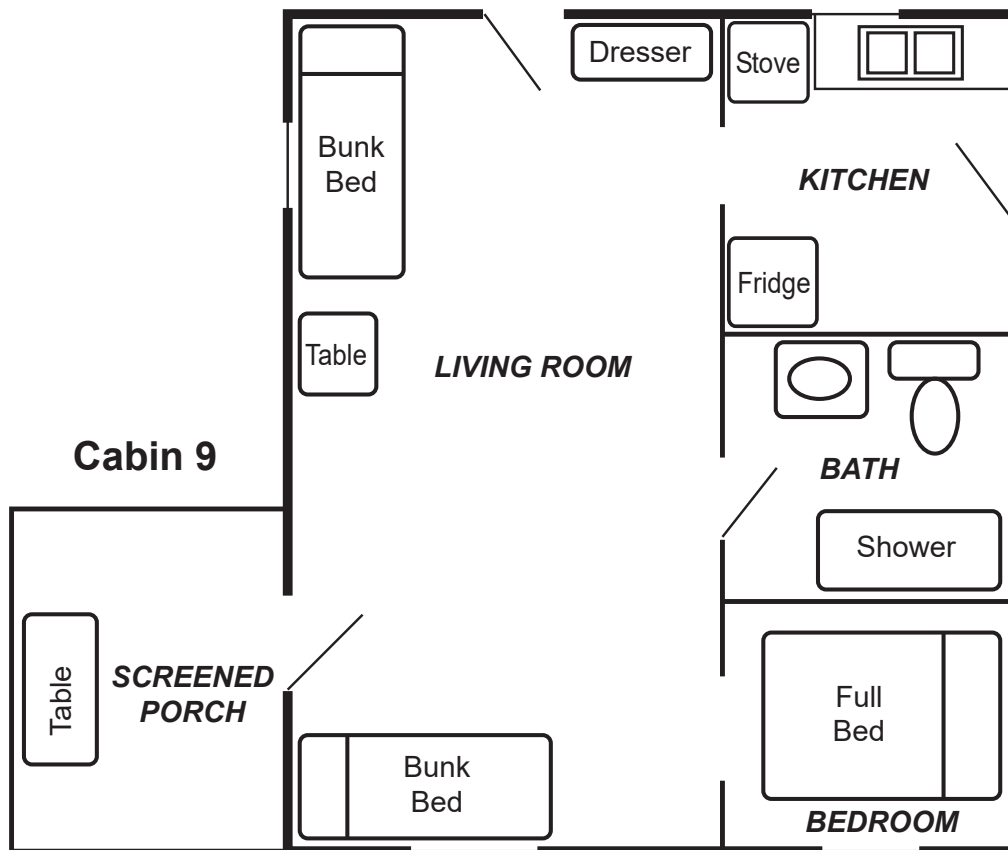 Dresser
Stove
Bunk
Bed
KITCHEN
Fridge
Table
LIVING ROOM
Cabin 9
BATH
Shower
Table
SCREENED
PORCH
Full
Bed
Bunk
Bed
BEDROOM